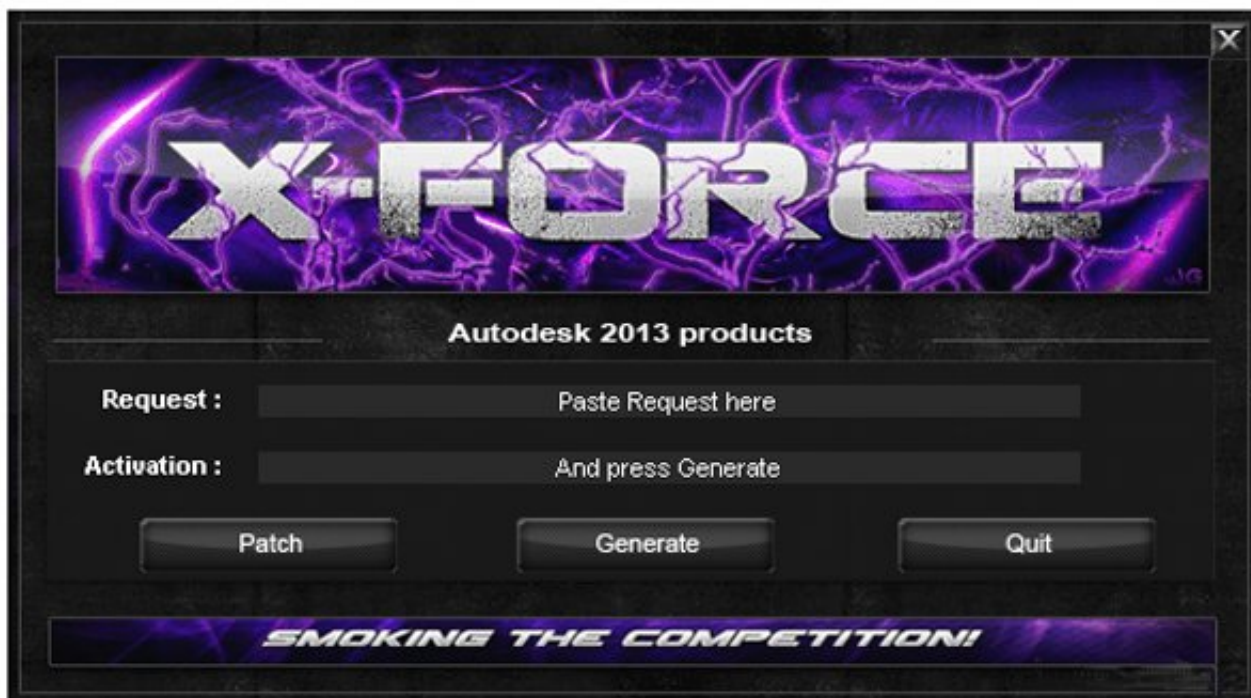 X
X-FORCE
JG
Autodesk 2013 products
Request : Paste Request here
Activation : And press Generate
Patch Generate Quit
SMOKING THE COMPETITION!